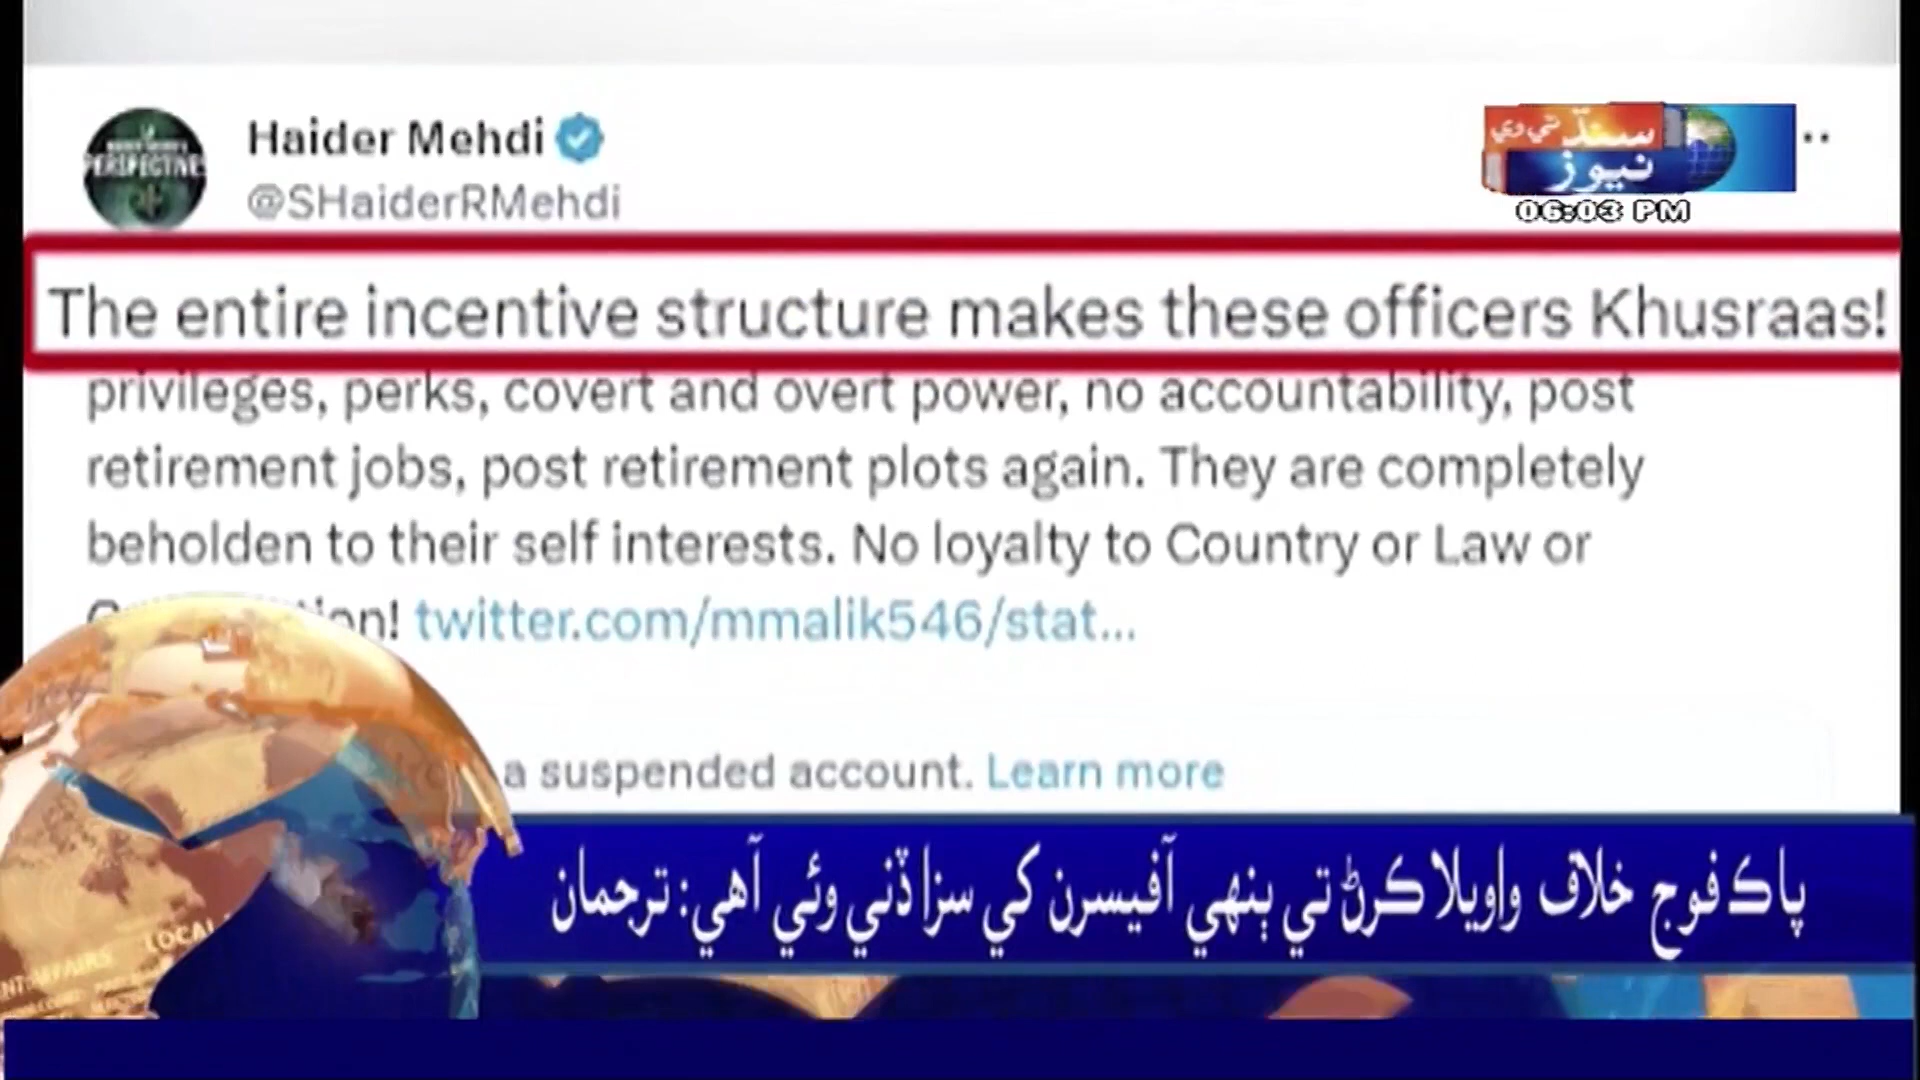 Haider Mehdi
@SHaiderRMehdi
سنڌ ٽي وي
نيوز
06:03 PM
The entire incentive structure makes these officers Khusraas!
privileges, perks, covert and overt power, no accountability, post
retirement jobs, post retirement plots again. They are completely
beholden to their self interests. No loyalty to Country or Law or
twitter.com/mmalik546/stat...
a suspended account. Learn more
پاڪ فوج خلاف واويلا ڪرڻ تي ٻنهي آفيسرن کي سزا ڏني وئي آهي: ترجمان
LOCAL